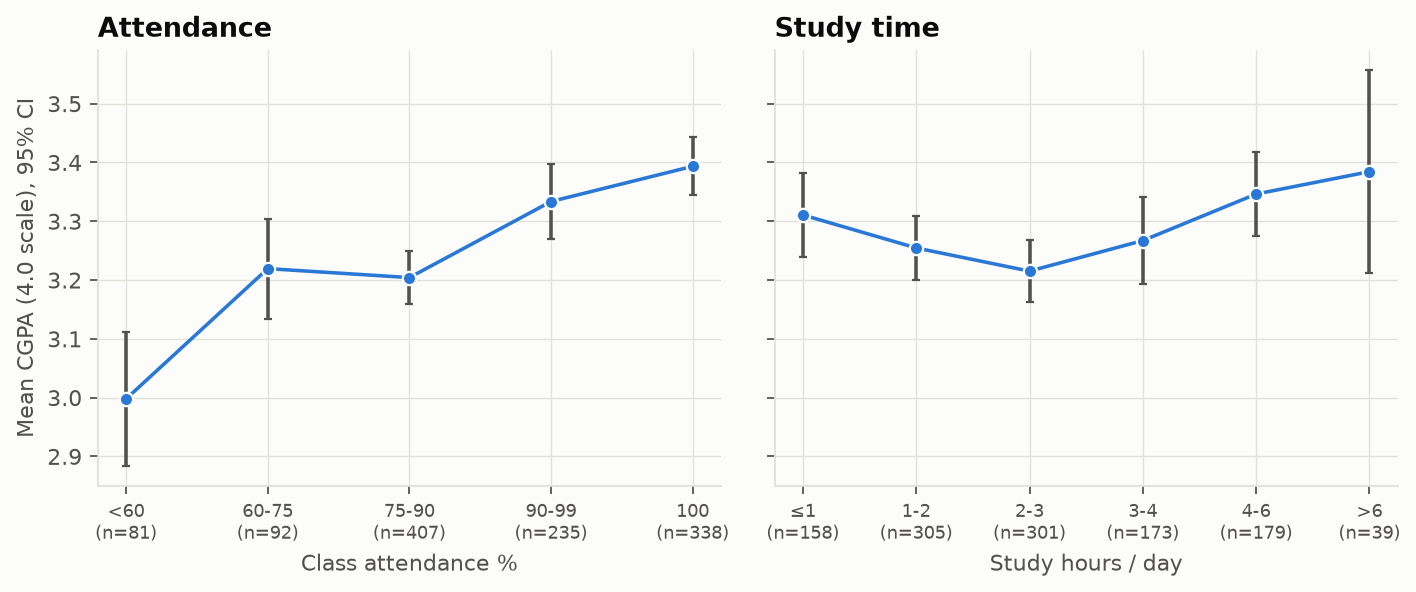 Attendance
Mean CGPA (4.0 scale), 95% CI
3.5
3.4
3.3
3.2
3.1
3.0
2.9
<60 60-75 75-90 90-99 100
(n=81) (n=92) (n=407) (n=235) (n=338)
Class attendance %
Study time
≤1 1-2 2-3 3-4 4-6 >6
(n=158) (n=305) (n=301) (n=173) (n=179) (n=39)
Study hours / day